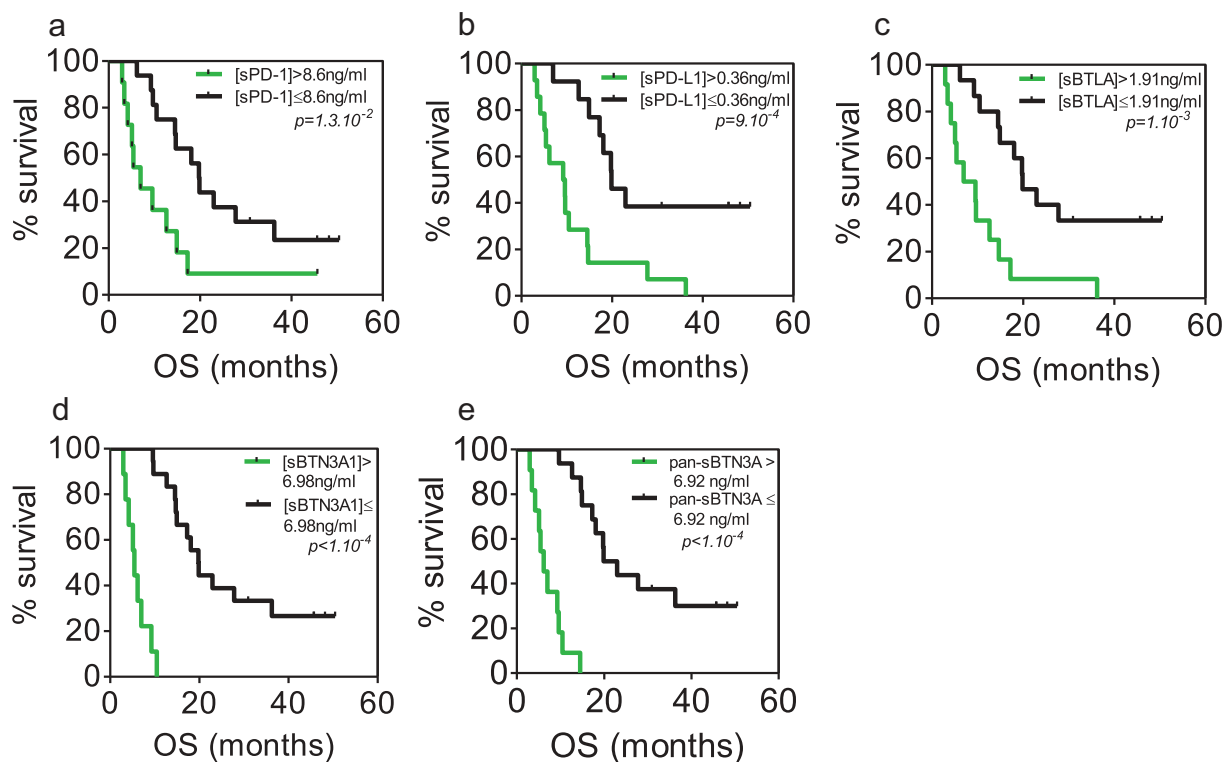 a
100
80
60
40
20
0
% survival
[sPD-1]>8.6ng/ml
[sPD-1]≤8.6ng/ml
p=1.3.10-2
0 20 40 60
OS (months)
b
100
80
60
40
20
0
% survival
[sPD-L1]>0.36ng/ml
[sPD-L1]≤0.36ng/ml
p=9.10-4
0 20 40 60
OS (months)
c
100
80
60
40
20
0
% survival
[sBTLA]>1.91ng/ml
[sBTLA]≤1.91ng/ml
p=1.10-3
0 20 40 60
OS (months)
d
100
80
60
40
20
0
% survival
[sBTN3A1]>
6.98ng/ml
[sBTN3A1]≤
6.98ng/ml
p<1.10-4
0 20 40 60
OS (months)
e
100
80
60
40
20
0
% survival
pan-sBTN3A >
6.92 ng/ml
pan-sBTN3A ≤
6.92 ng/ml
p<1.10-4
0 20 40 60
OS (months)